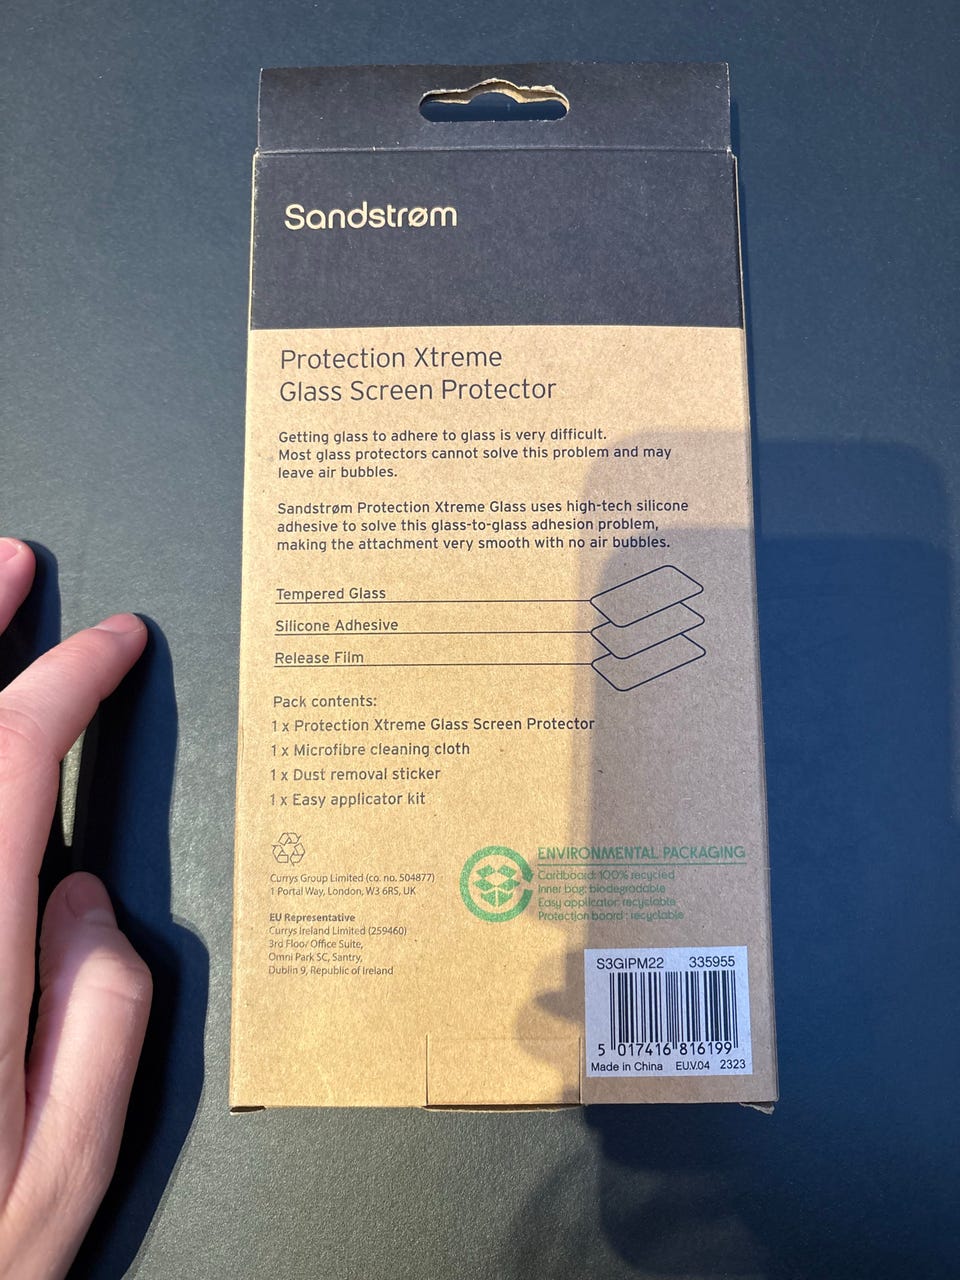 Sandstrøm
Protection Xtreme
Glass Screen Protector
Getting glass to adhere to glass is very difficult.
Most glass protectors cannot solve this problem and may
leave air bubbles.
Sandstrøm Protection Xtreme Glass uses high-tech silicone
adhesive to solve this glass-to-glass adhesion problem,
making the attachment very smooth with no air bubbles.
Tempered Glass
Silicone Adhesive
Release Film
Pack contents:
1 x Protection Xtreme Glass Screen Protector
1 x Microfibre cleaning cloth
1 x Dust removal sticker
1 x Easy applicator kit
Currys Group Limited (co. no. 504877)
1 Portal Way, London, W3 6RS, UK
EU Representative
Currys Ireland Limited (259460)
3rd Floor Office Suite,
Omni Park SC, Santry,
Dublin 9, Republic of Ireland
ENVIRONMENTAL PACKAGING
Cardboard: 100% recycled
Inner bag: biodegradable
Easy applicator: recyclable
Protection board : recyclable
S3GIPM22 335955
5 017416 816199
Made in China EU.V.04 2323